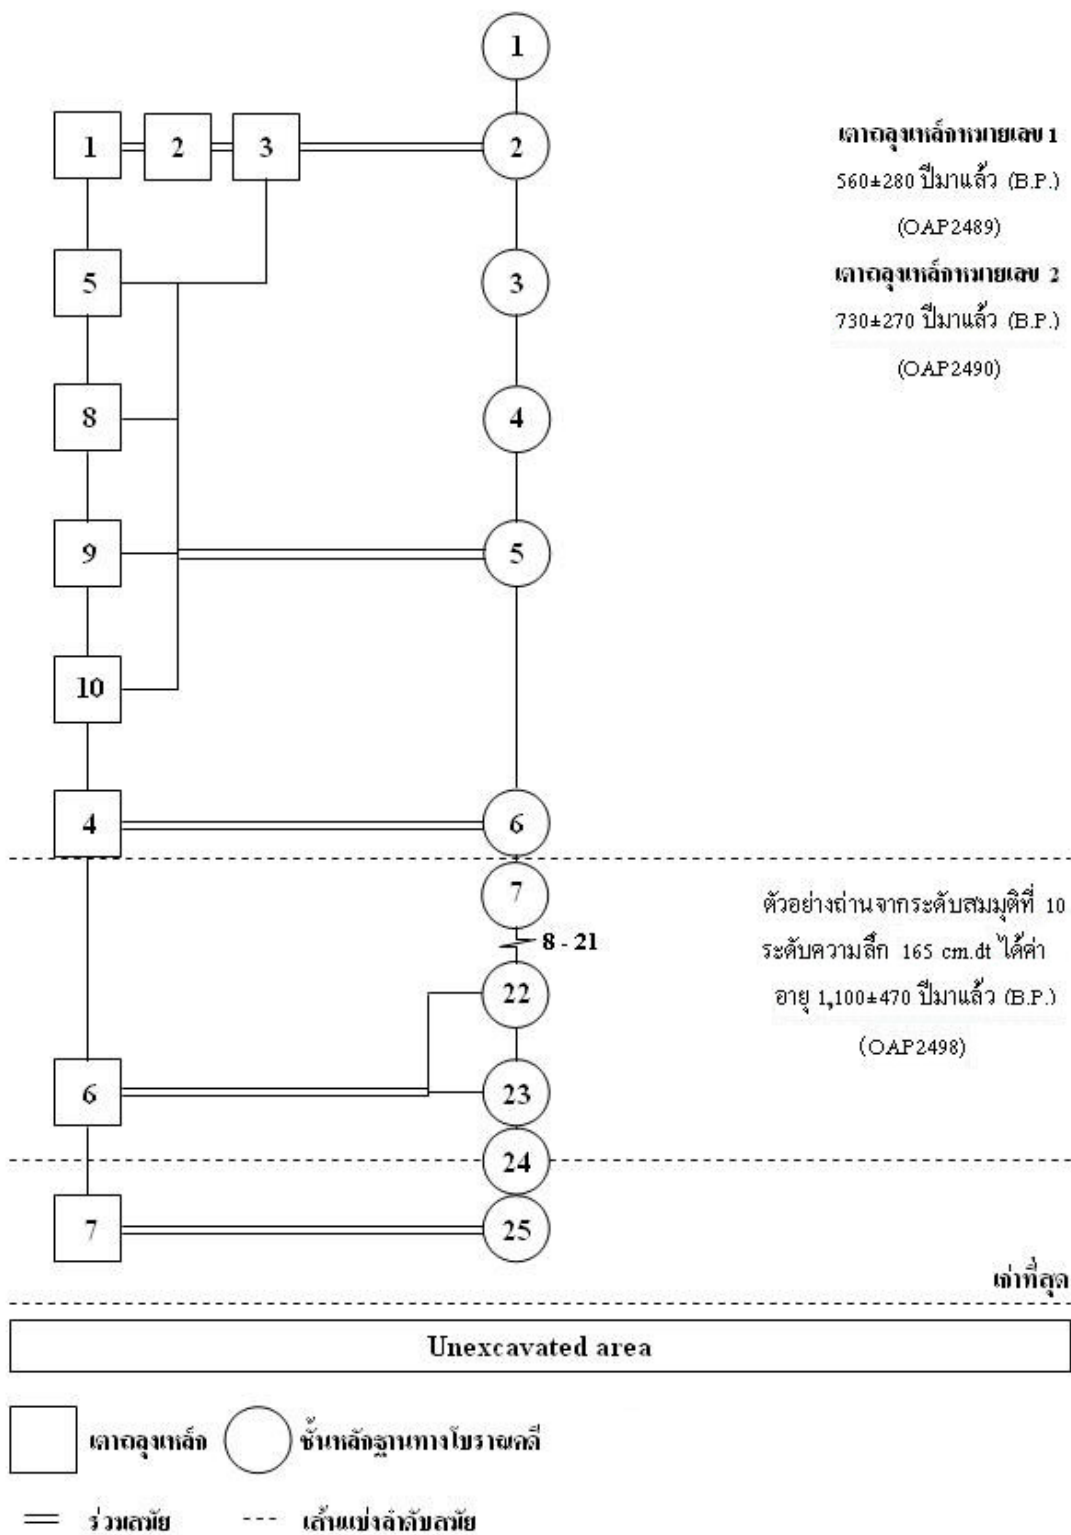 1
1 2 3 2
เตาถลุงเหล็กหมายเลข 1
560±280 ปีมาแล้ว (B.P.)
(OAP2489)
5 3
เตาถลุงเหล็กหมายเลข 2
730±270 ปีมาแล้ว (B.P.)
(OAP2490)
8 4
9 5
10
4 6
7
8 - 21
22
6 23
24
7 25
ตัวอย่างถ่านจากระดับสมมุติที่ 10
ระดับความลึก 165 cm.dt ได้ค่า
อายุ 1,100±470 ปีมาแล้ว (B.P.)
(OAP2498)
เก่าที่สุด
Unexcavated area
เตาถลุงเหล็ก ชั้นหลักฐานทางโบราณคดี
ร่วมสมัย เส้นแบ่งลำดับสมัย